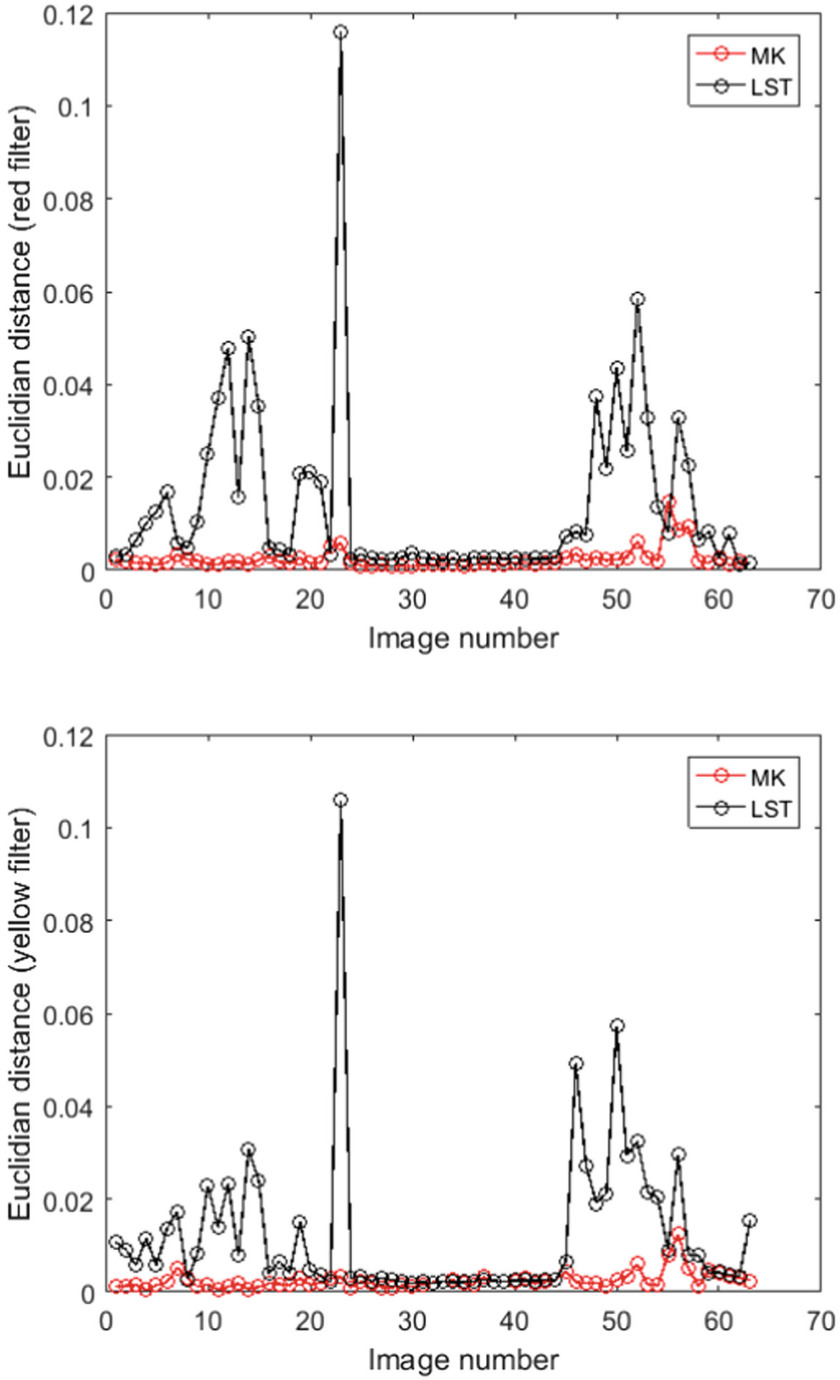 0.12
0.1
0.08
0.06
0.04
0.02
0
Euclidian distance (red filter)
MK
LST
0 10 20 30 40 50 60 70
Image number
0.12
0.1
0.08
0.06
0.04
0.02
0
Euclidian distance (yellow filter)
MK
LST
0 10 20 30 40 50 60 70
Image number